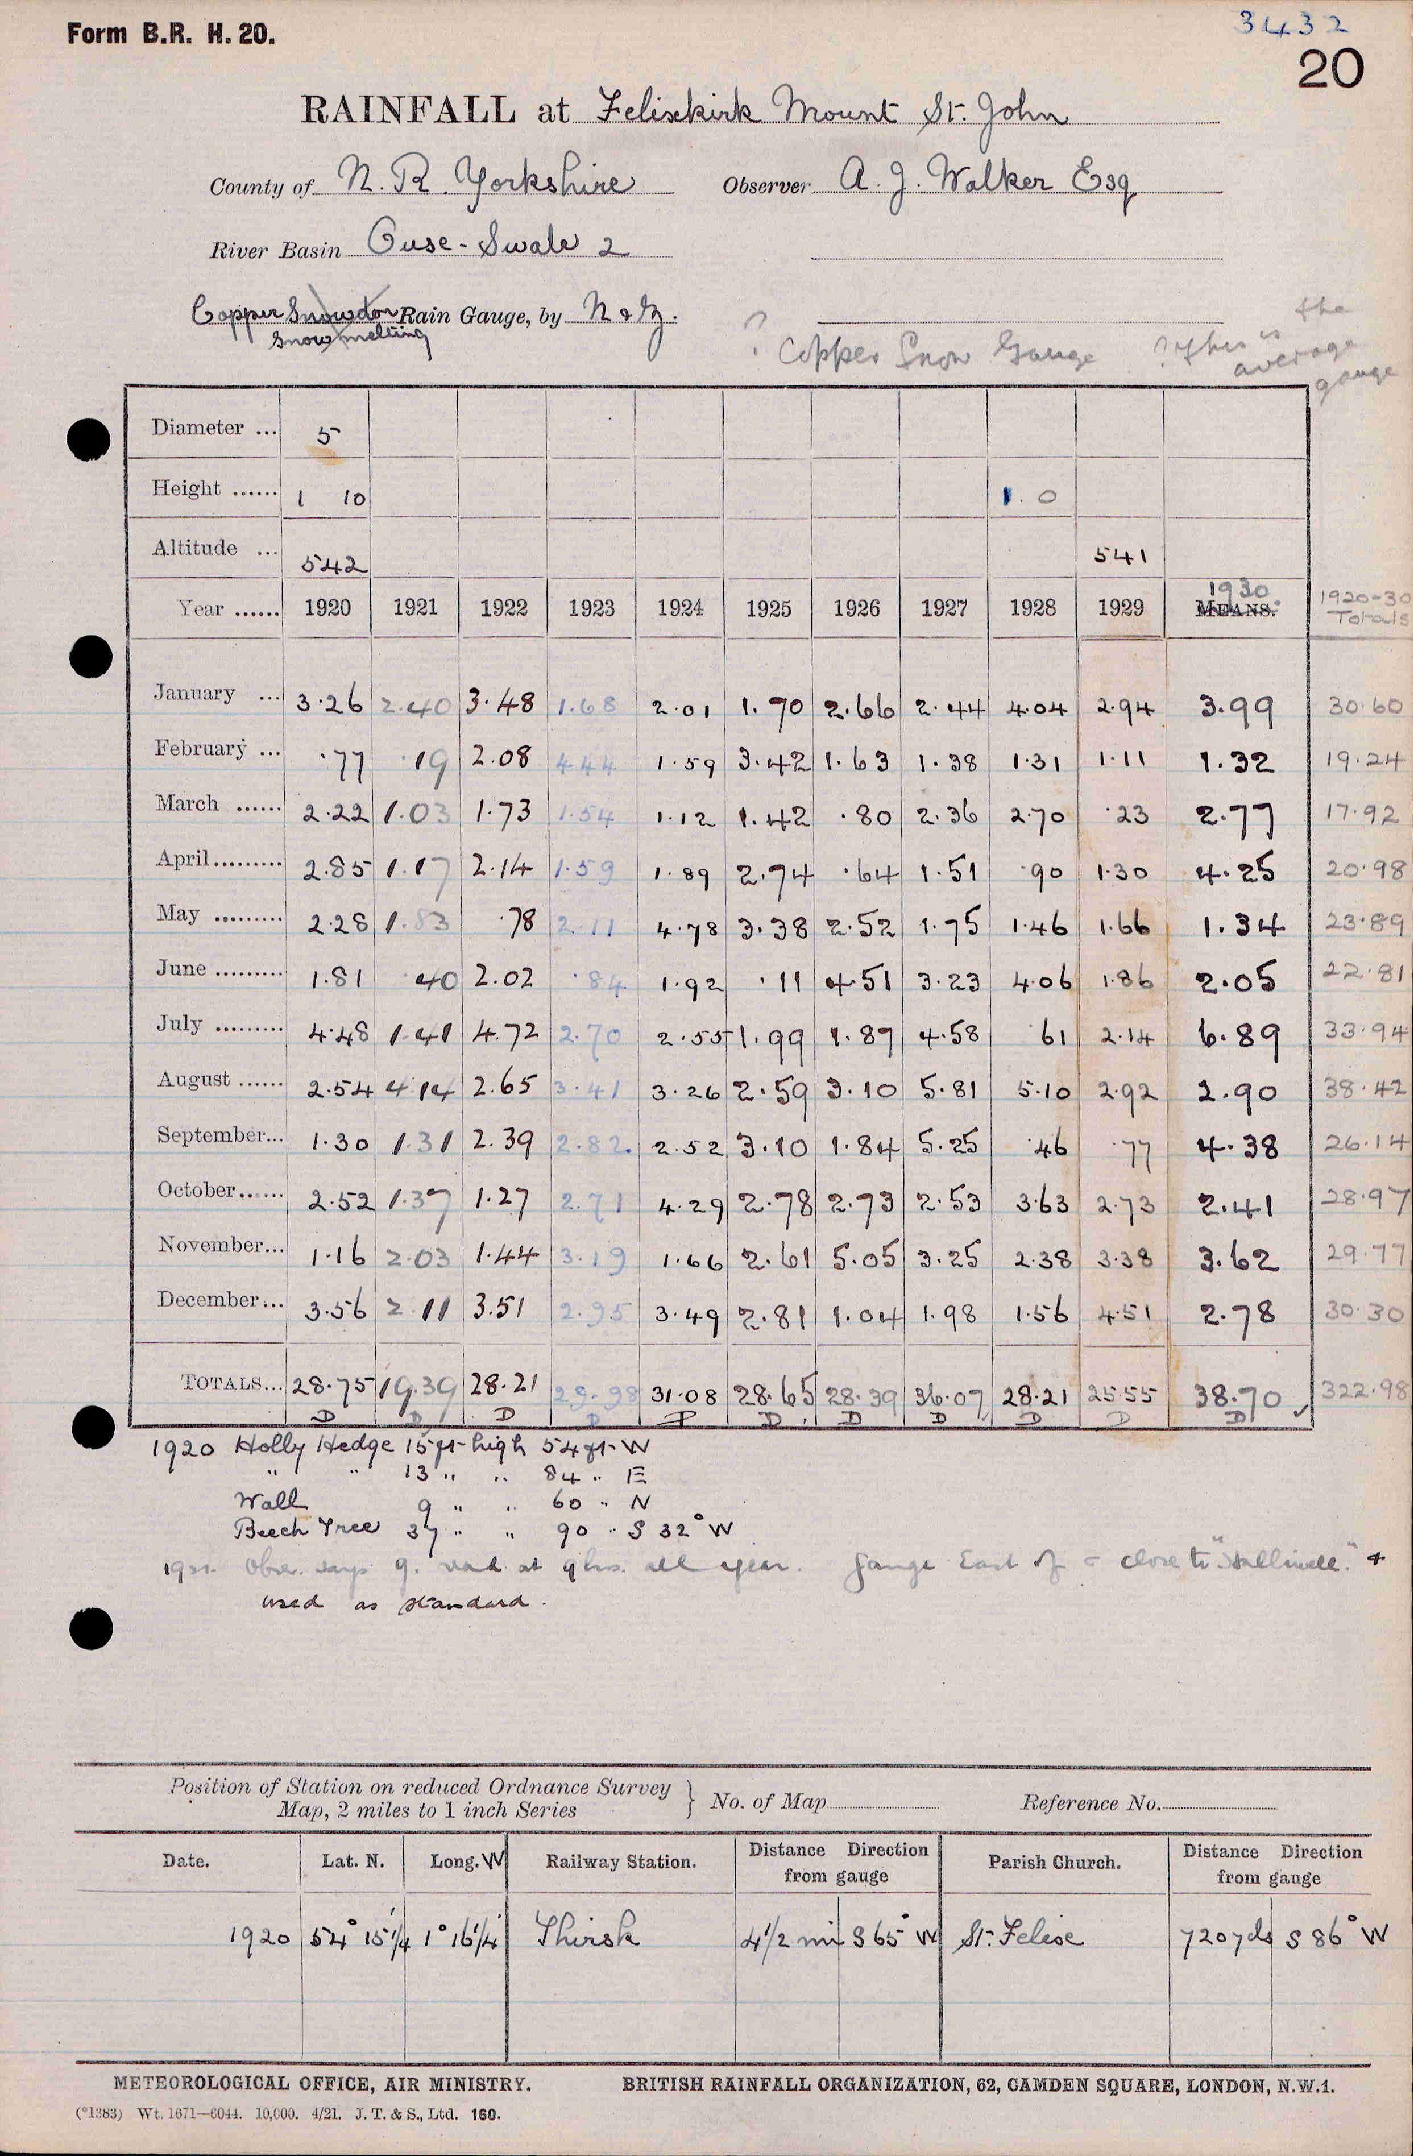 Form B.R. H. 20.
3432
20
RAINFALL at Felixkirk Mount St. John
County of N. R. Yorkshire Observer A. J. Walker Esq
River Basin Ouse - Swale 2
Copper Snowdon Rain Gauge, by N & Z.
Snow melting
? Copper Snow Gauge ? This is the average gauge
Diameter ... 5
Height ...... 1 10 1. 0
Altitude ... 542 541
Year ...... 1920 1921 1922 1923 1924 1925 1926 1927 1928 1929 1930 MEANS. 1920-30 Totals
January ... 3.26 2.40 3.48 1.68 2.01 1.70 2.66 2.44 4.04 2.94 3.99 30.60
February ... .77 .19 2.08 4.44 1.59 3.42 1.63 1.38 1.31 1.11 1.32 19.24
March ...... 2.22 1.03 1.73 1.54 1.12 1.42 .80 2.36 2.70 .23 2.77 17.92
April ......... 2.85 1.17 2.14 1.59 1.89 2.74 .64 1.51 .90 1.30 4.25 20.98
May ......... 2.28 1.83 .78 2.11 4.78 3.38 2.52 1.75 1.46 1.66 1.34 23.89
June ......... 1.81 .40 2.02 .84 1.92 .11 4.51 3.23 4.06 1.86 2.05 22.81
July ......... 4.48 1.41 4.72 2.70 2.55 1.99 1.87 4.58 61 2.14 6.89 33.94
August ...... 2.54 4.14 2.65 3.41 3.26 2.59 3.10 5.81 5.10 2.92 2.90 38.42
September... 1.30 1.31 2.39 2.82 2.52 3.10 1.84 5.25 .46 .77 4.38 26.14
October...... 2.52 1.37 1.27 2.71 4.29 2.78 2.73 2.53 3.63 2.73 2.41 28.97
November... 1.16 2.03 1.44 3.19 1.66 2.61 5.05 3.25 2.38 3.38 3.62 29.77
December... 3.56 2.11 3.51 2.95 3.49 2.81 1.04 1.98 1.56 4.51 2.78 30.30
TOTALS... 28.75 19.39 28.21 29.98 31.08 28.65 28.39 36.07 28.21 25.55 38.70 322.98
D D D D P D D D D D D
1920 Holly Hedge 15 ft high 54 ft W
" " 13 " " 84 " E
Wall 9 " " 60 " N
Beech Tree 37 " " 90 " S 32° W
Obsr. says g. read at 9 hrs. all year. Gauge East of & close to "Hallinell." &
used as standard.
Position of Station on reduced Ordnance Survey
Map, 2 miles to 1 inch Series } No. of Map Reference No.
Date. Lat. N. Long. W Railway Station. Distance Direction from gauge Parish Church. Distance Direction from gauge
1920 54° 15 1/4' 1° 16 1/4' Thirsk 4 1/2 mi S 65° W St. Felix 720 yds S 86° W
METEOROLOGICAL OFFICE, AIR MINISTRY. BRITISH RAINFALL ORGANIZATION, 62, CAMDEN SQUARE, LONDON, N.W.1.
(*1383) Wt. 1671—6044. 10,000. 4/21. J. T. & S., Ltd. 160.